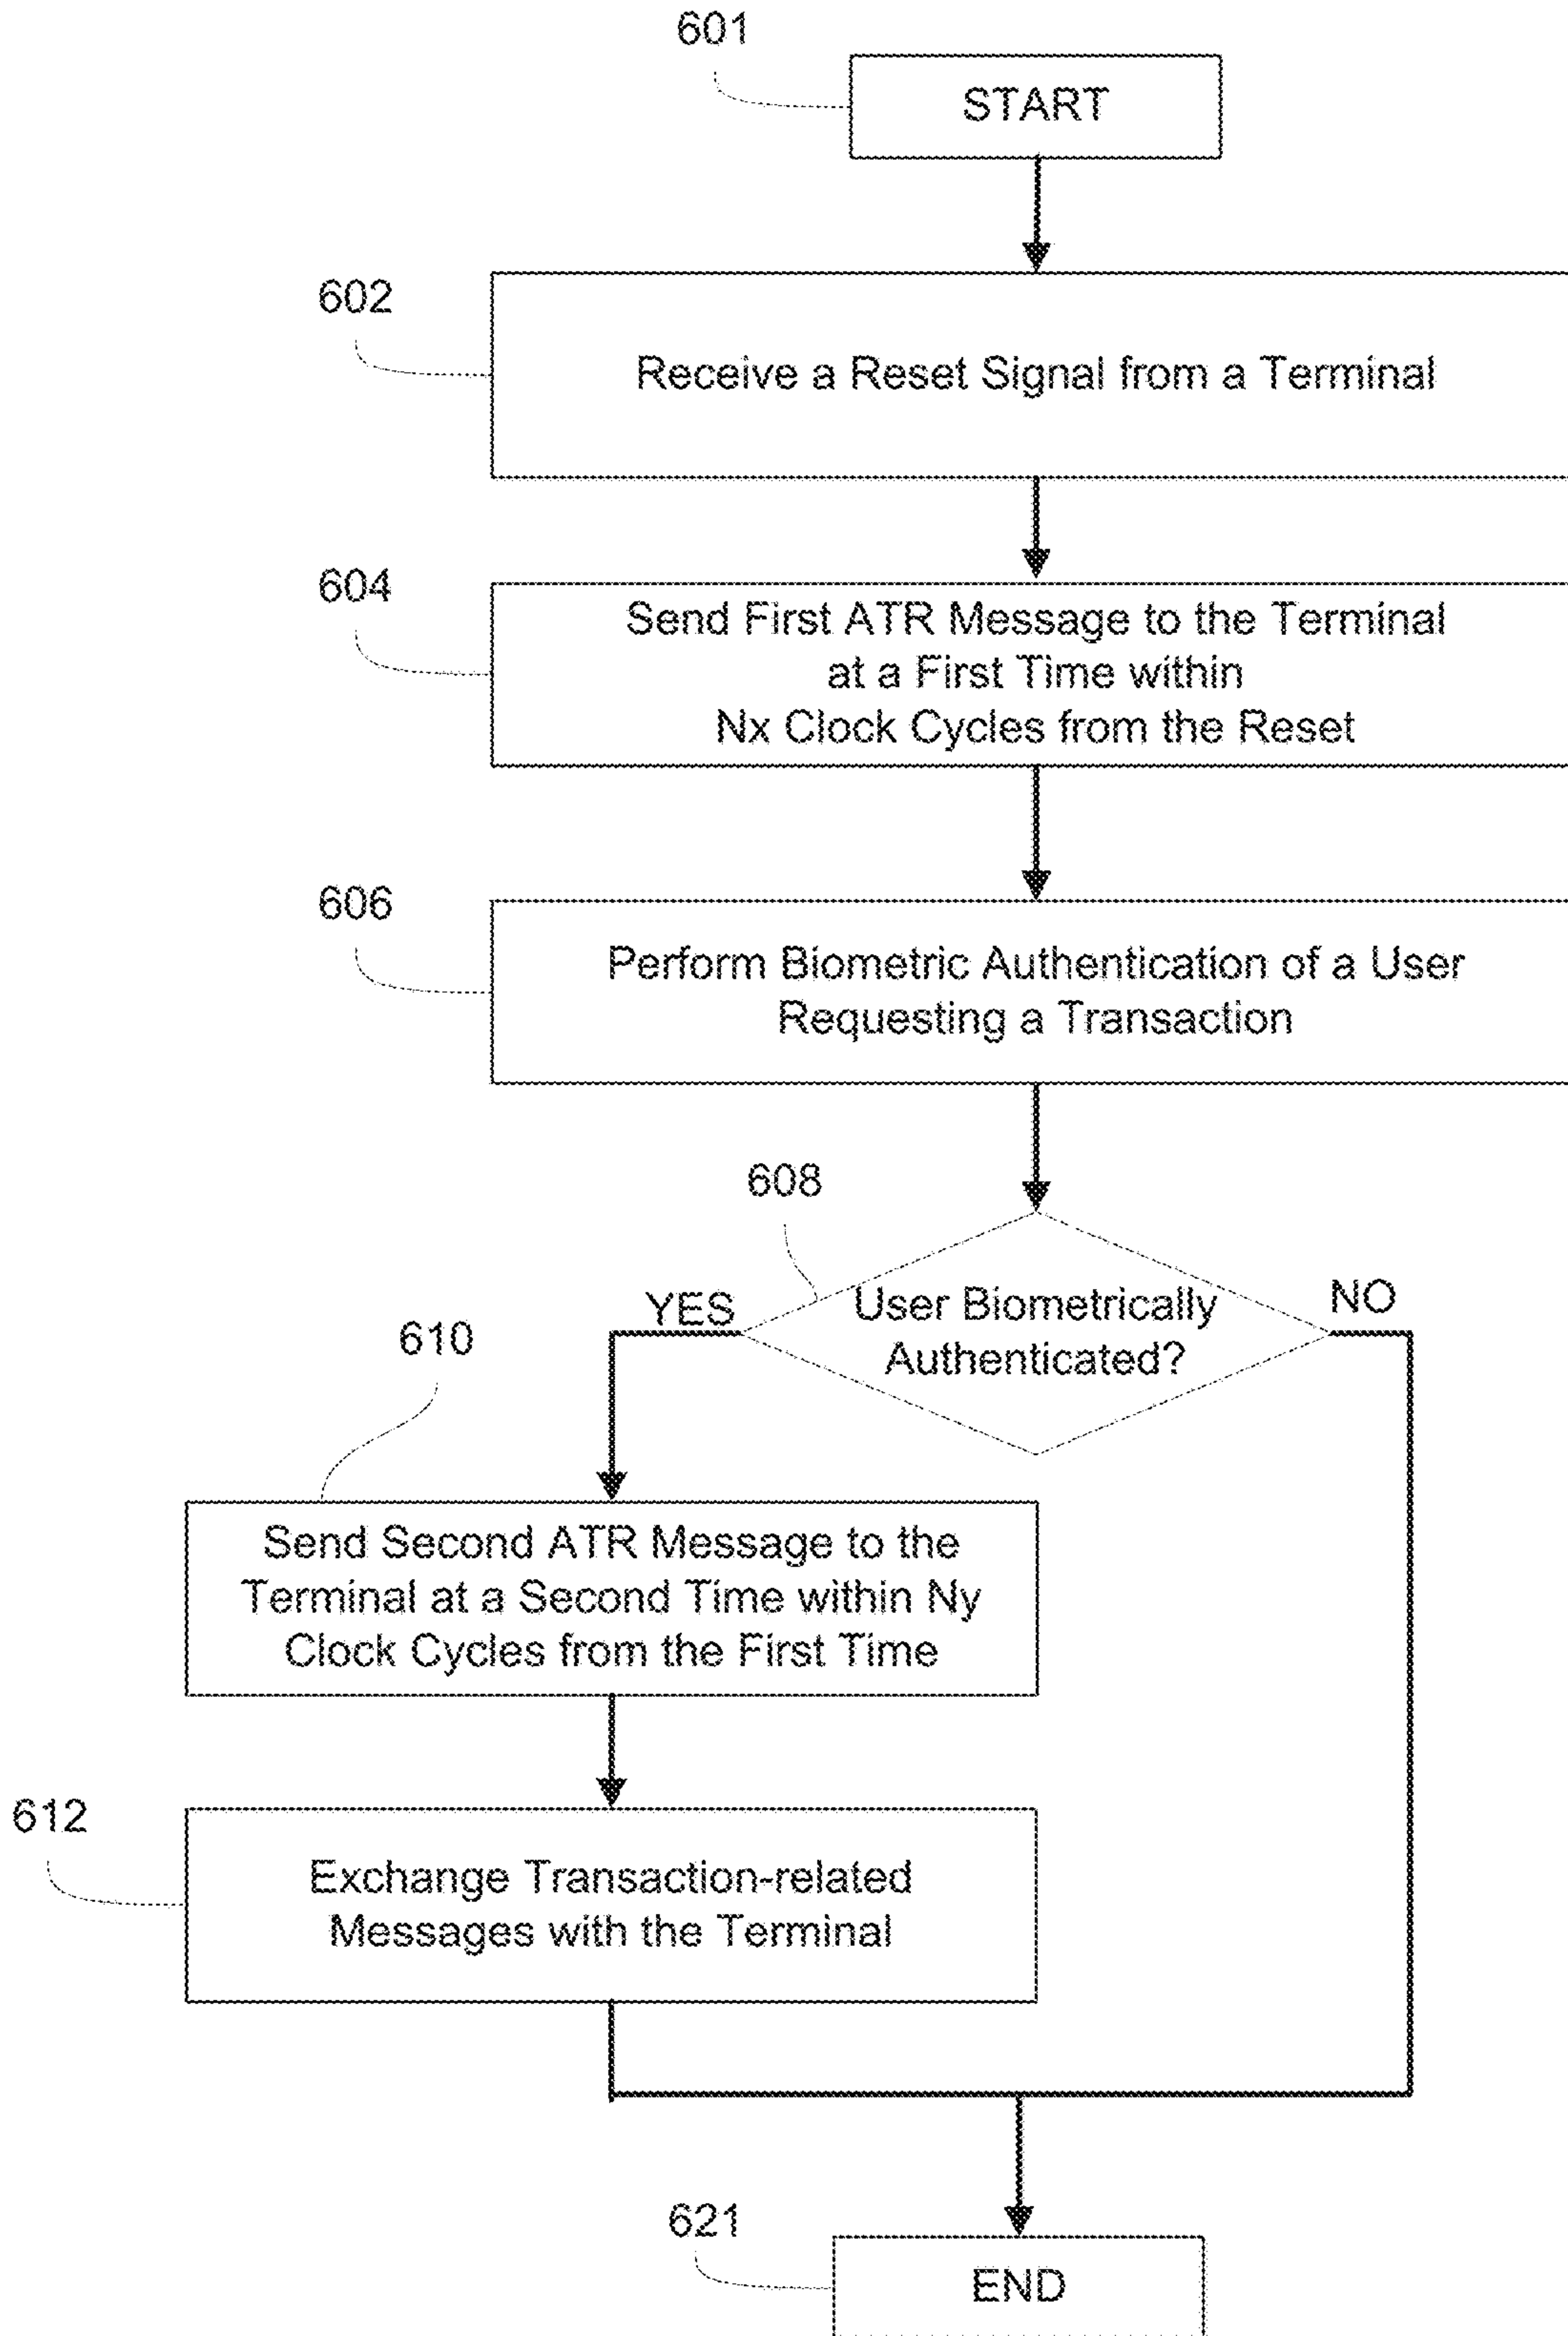 601
START
602
Receive a Reset Signal from a Terminal
604
Send First ATR Message to the Terminal
at a First Time within
Nx Clock Cycles from the Reset
606
Perform Biometric Authentication of a User
Requesting a Transaction
608
YES
User Biometrically
Authenticated?
NO
610
Send Second ATR Message to the
Terminal at a Second Time within Ny
Clock Cycles from the First Time
612
Exchange Transaction-related
Messages with the Terminal
621
END